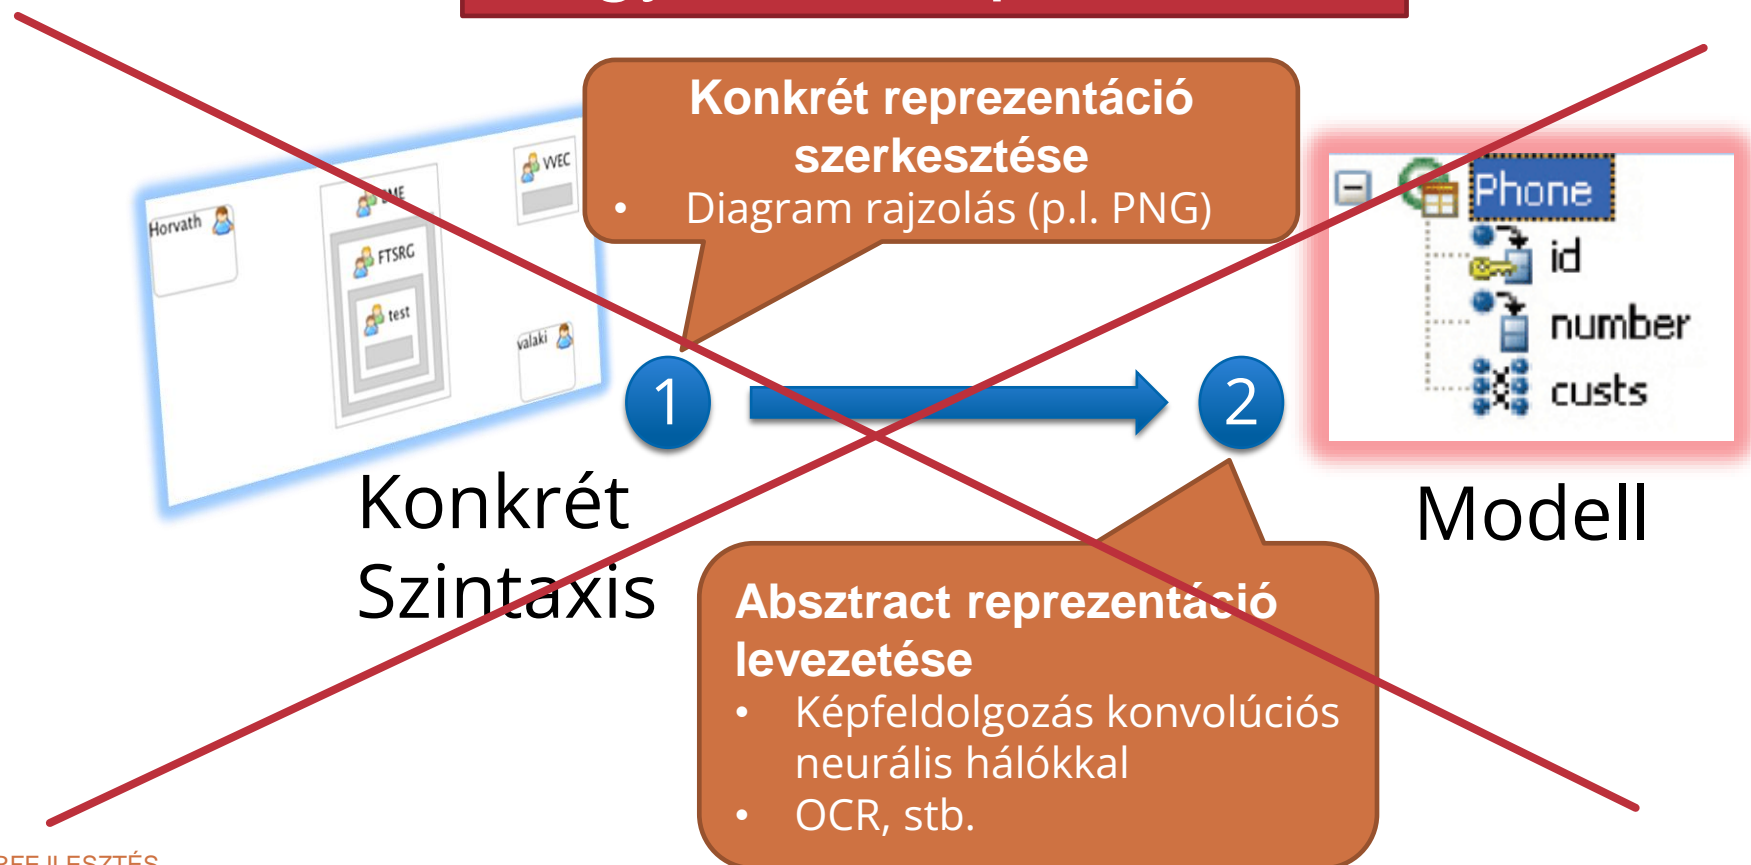 Konkrét reprezentáció
szerkesztése
• Diagram rajzolás (p.l. PNG)
Horvath
BME
FTSRG
test
VVEC
valaki
1
2
Phone
id
number
custs
Konkrét
Szintaxis
Modell
Absztract reprezentáció
levezetése
• Képfeldolgozás konvolúciós
neurális hálókkal
• OCR, stb.